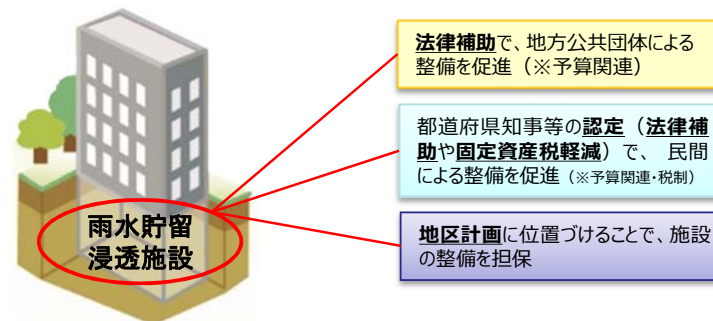 法律補助で、地方公共団体による
整備を促進（※予算関連）
都道府県知事等の認定（法律補
助や固定資産税軽減）で、 民間
による整備を促進（※予算関連・税制）
雨水貯留
浸透施設
地区計画に位置づけることで、施設
の整備を担保